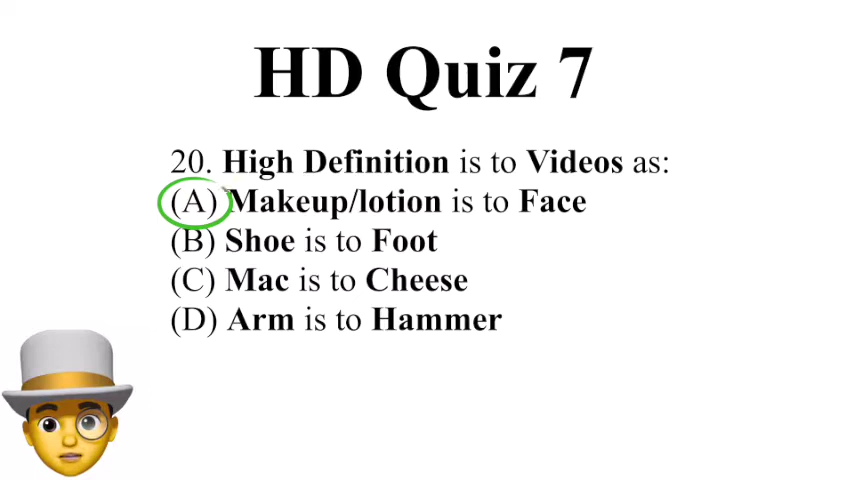 HD Quiz 7
20. High Definition is to Videos as:
(A) Makeup/lotion is to Face
(B) Shoe is to Foot
(C) Mac is to Cheese
(D) Arm is to Hammer